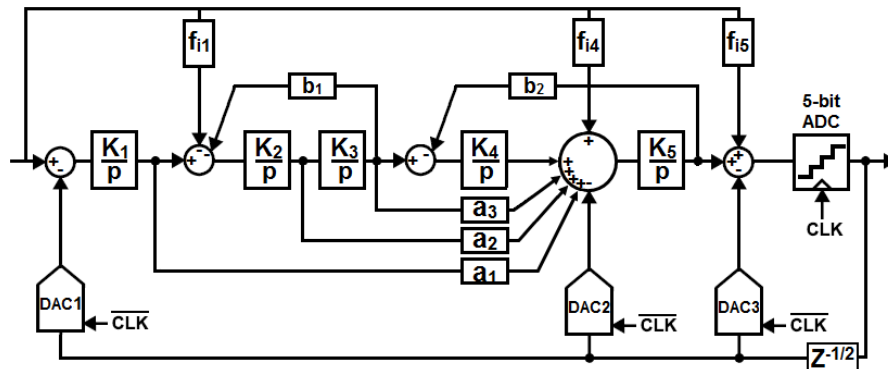 fi1
fi4
fi5
b1
b2
5-bit
ADC
+
-
K1
p
+
-
-
K2
p
K3
p
+
-
K4
p
+
+
+
+
+
-
K5
p
+
+
-
a3
a2
a1
CLK
DAC1
CLK
DAC2
CLK
DAC3
CLK
Z-1/2